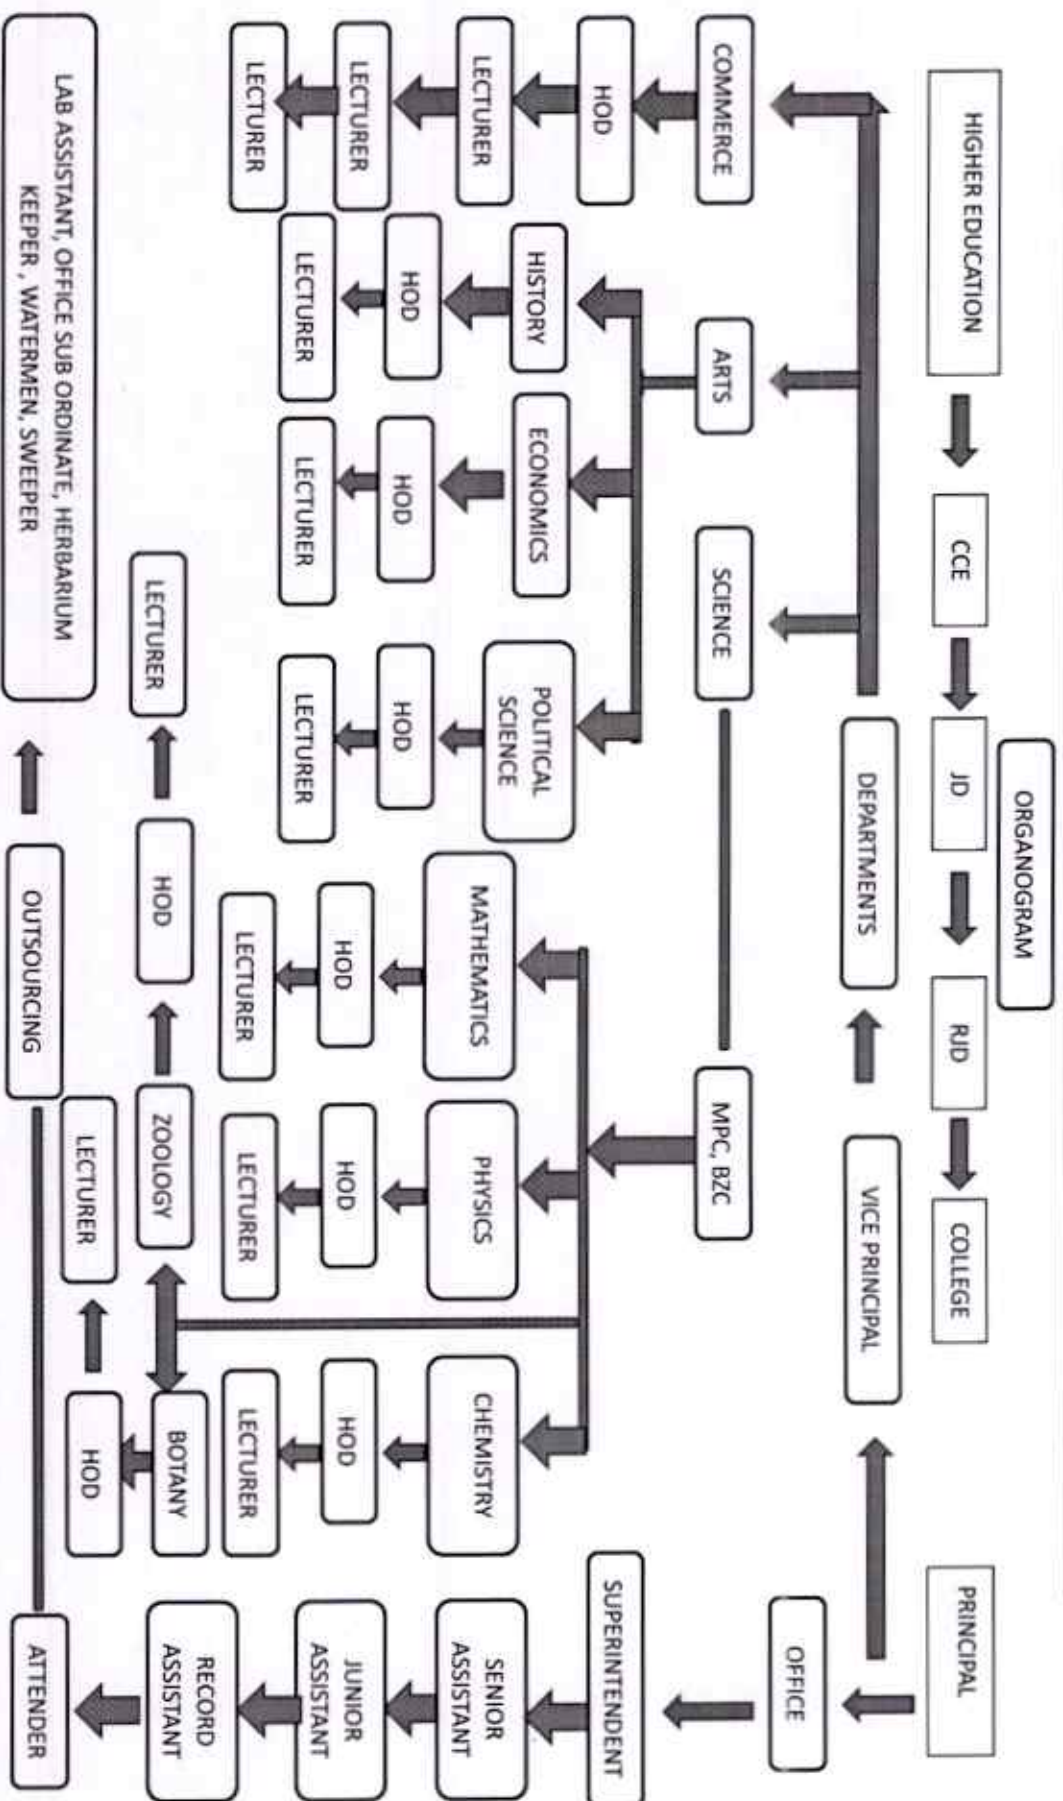 ORGANOGRAM
HIGHER EDUCATION
CCE
JD
RJD
COLLEGE
PRINCIPAL
DEPARTMENTS
VICE PRINCIPAL
OFFICE
COMMERCE
ARTS
SCIENCE
MPC, BZC
SUPERINTENDENT
HOD
HISTORY
ECONOMICS
POLITICAL
SCIENCE
MATHEMATICS
PHYSICS
CHEMISTRY
SENIOR
ASSISTANT
LECTURER
HOD
HOD
HOD
HOD
HOD
HOD
JUNIOR
ASSISTANT
LECTURER
LECTURER
LECTURER
LECTURER
LECTURER
LECTURER
LECTURER
LECTURER
LECTURER
HOD
ZOOLOGY
BOTANY
RECORD
ASSISTANT
LECTURER
HOD
LAB ASSISTANT, OFFICE SUB ORDINATE, HERBARIUM
KEEPER , WATERMEN, SWEEPER
OUTSOURCING
ATTENDER